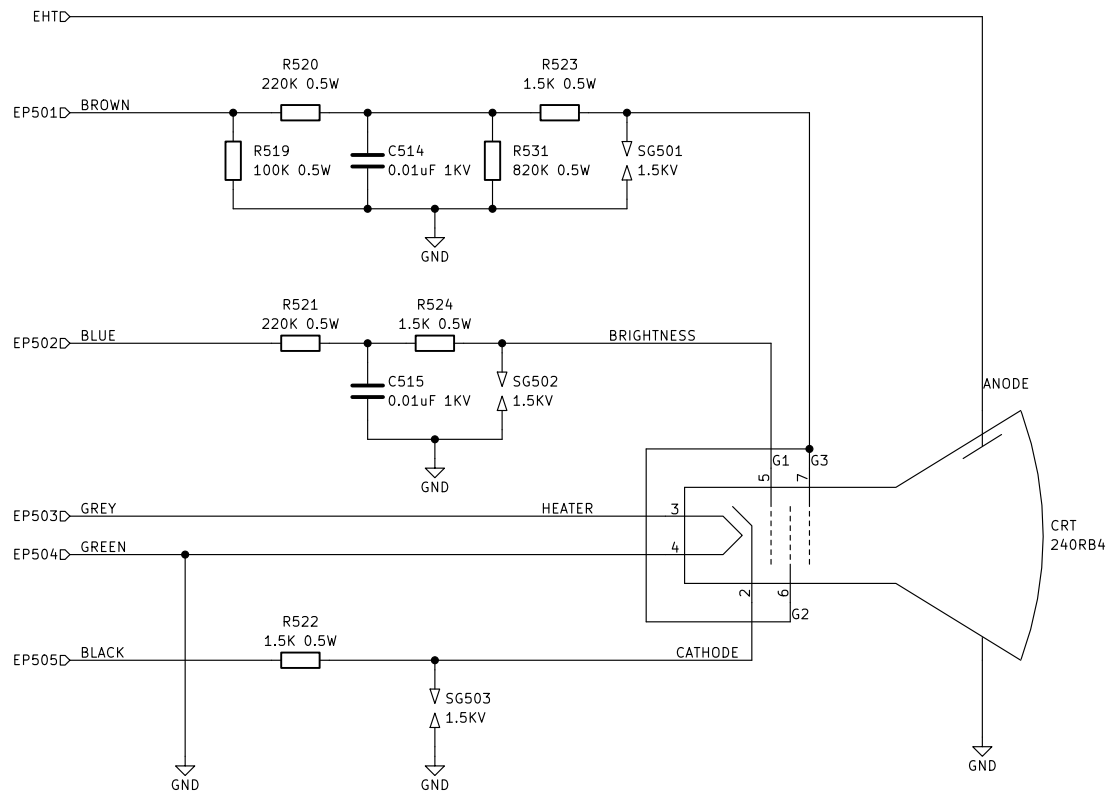 EHT
R520
220K 0.5W
R523
1.5K 0.5W
EP501
BROWN
R519
100K 0.5W
C514
0.01uF 1KV
R531
820K 0.5W
SG501
1.5KV
GND
R521
220K 0.5W
R524
1.5K 0.5W
EP502
BLUE
BRIGHTNESS
C515
0.01uF 1KV
SG502
1.5KV
ANODE
GND
G1
G3
5
7
EP503
GREY
HEATER
3
CRT
240RB4
EP504
GREEN
4
2
6
G2
R522
1.5K 0.5W
EP505
BLACK
CATHODE
SG503
1.5KV
GND
GND
GND